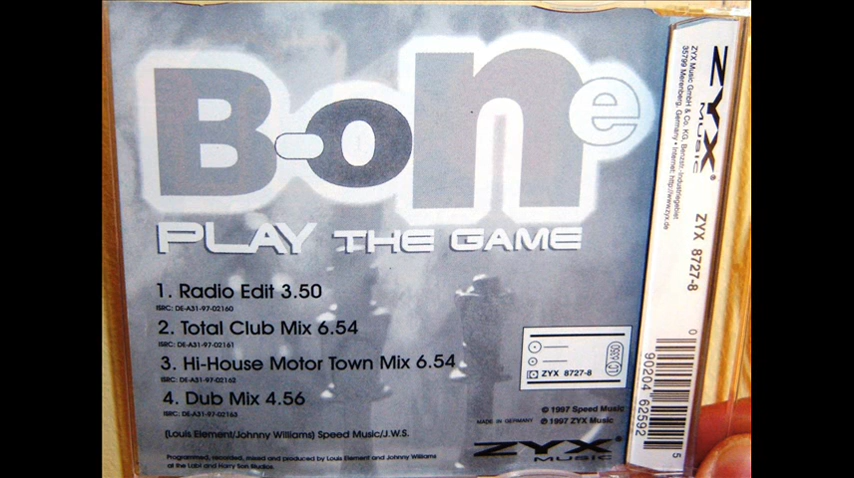 B-one
PLAY THE GAME
1. Radio Edit 3.50
ISRC: DE-A31-97-02160
2. Total Club Mix 6.54
ISRC: DE-A31-97-02161
3. Hi-House Motor Town Mix 6.54
ISRC: DE-A31-97-02162
4. Dub Mix 4.56
ISRC: DE-A31-97-02163
(Louis Element/Johnny Williams) Speed Music/J.W.S.
Programmed, recorded, mixed and produced by Louis Element and Johnny Williams
at the Lab1 and Harry Son Studios.
ZYX 8727-8
LC 6350
MADE IN GERMANY
© 1997 Speed Music
℗ 1997 ZYX Music
ZYX MUSIC
ZYX MUSIC
ZYX Music GmbH & Co. KG, Benzstr.-Industriegebiet
35799 Merenberg, Germany • Internet: http://www.zyx.de
ZYX 8727-8
0 90204 62592 5